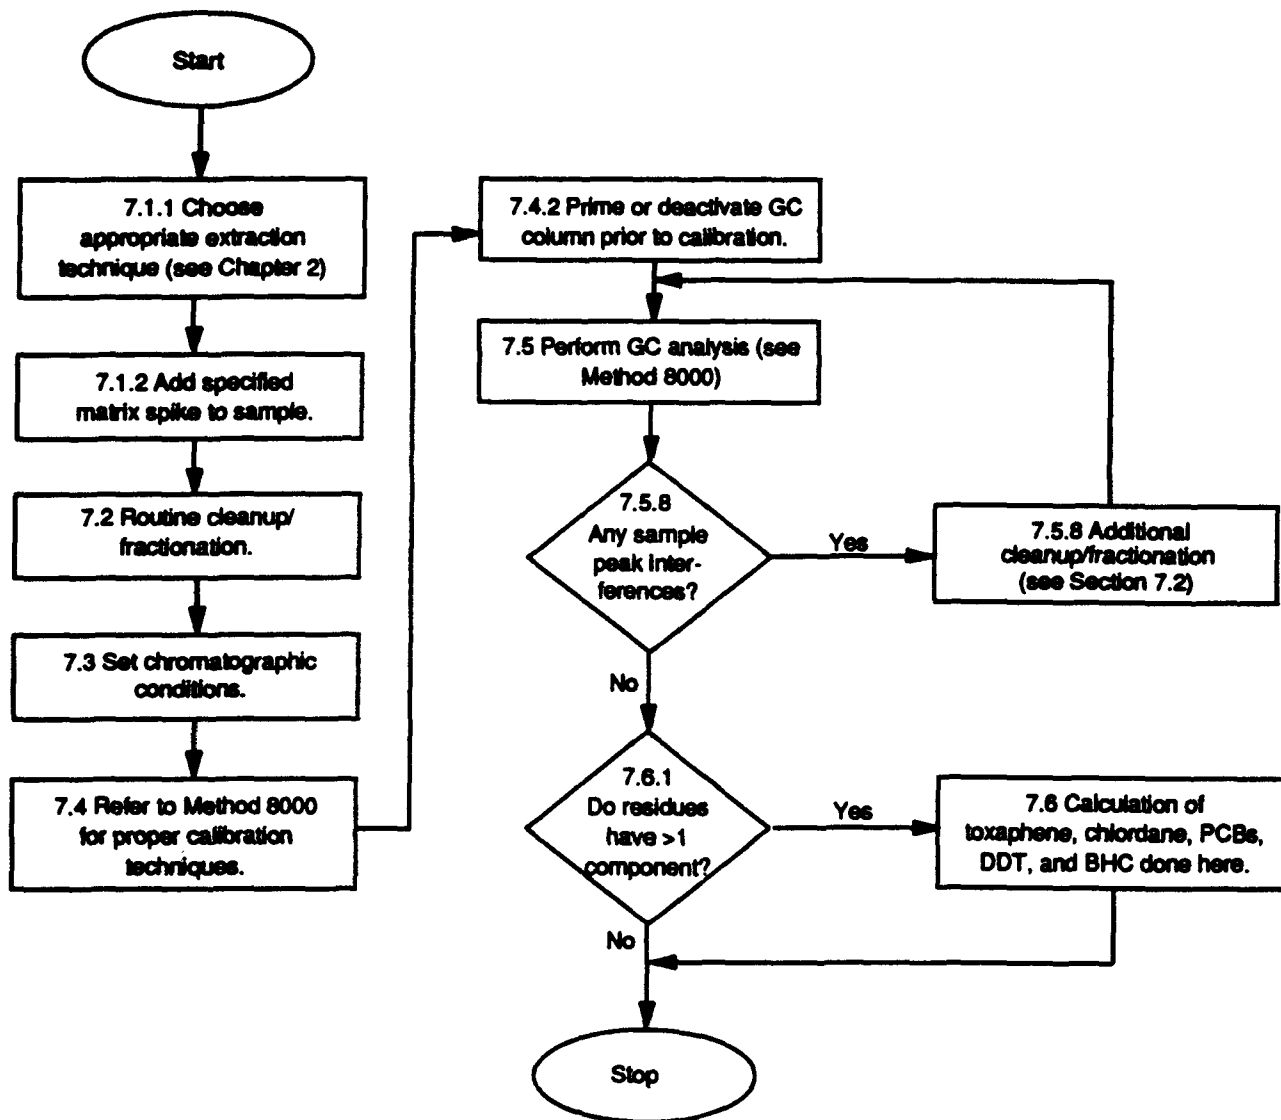 Start
7.1.1 Choose
appropriate extraction
technique (see Chapter 2)
7.1.2 Add specified
matrix spike to sample.
7.2 Routine cleanup/
fractionation.
7.3 Set chromatographic
conditions.
7.4 Refer to Method 8000
for proper calibration
techniques.
7.4.2 Prime or deactivate GC
column prior to calibration.
7.5 Perform GC analysis (see
Method 8000)
7.5.8
Any sample
peak inter-
ferences?
Yes
7.5.8 Additional
cleanup/fractionation
(see Section 7.2)
No
7.6.1
Do residues
have >1
component?
Yes
7.6 Calculation of
toxaphene, chlordane, PCBs,
DDT, and BHC done here.
No
Stop